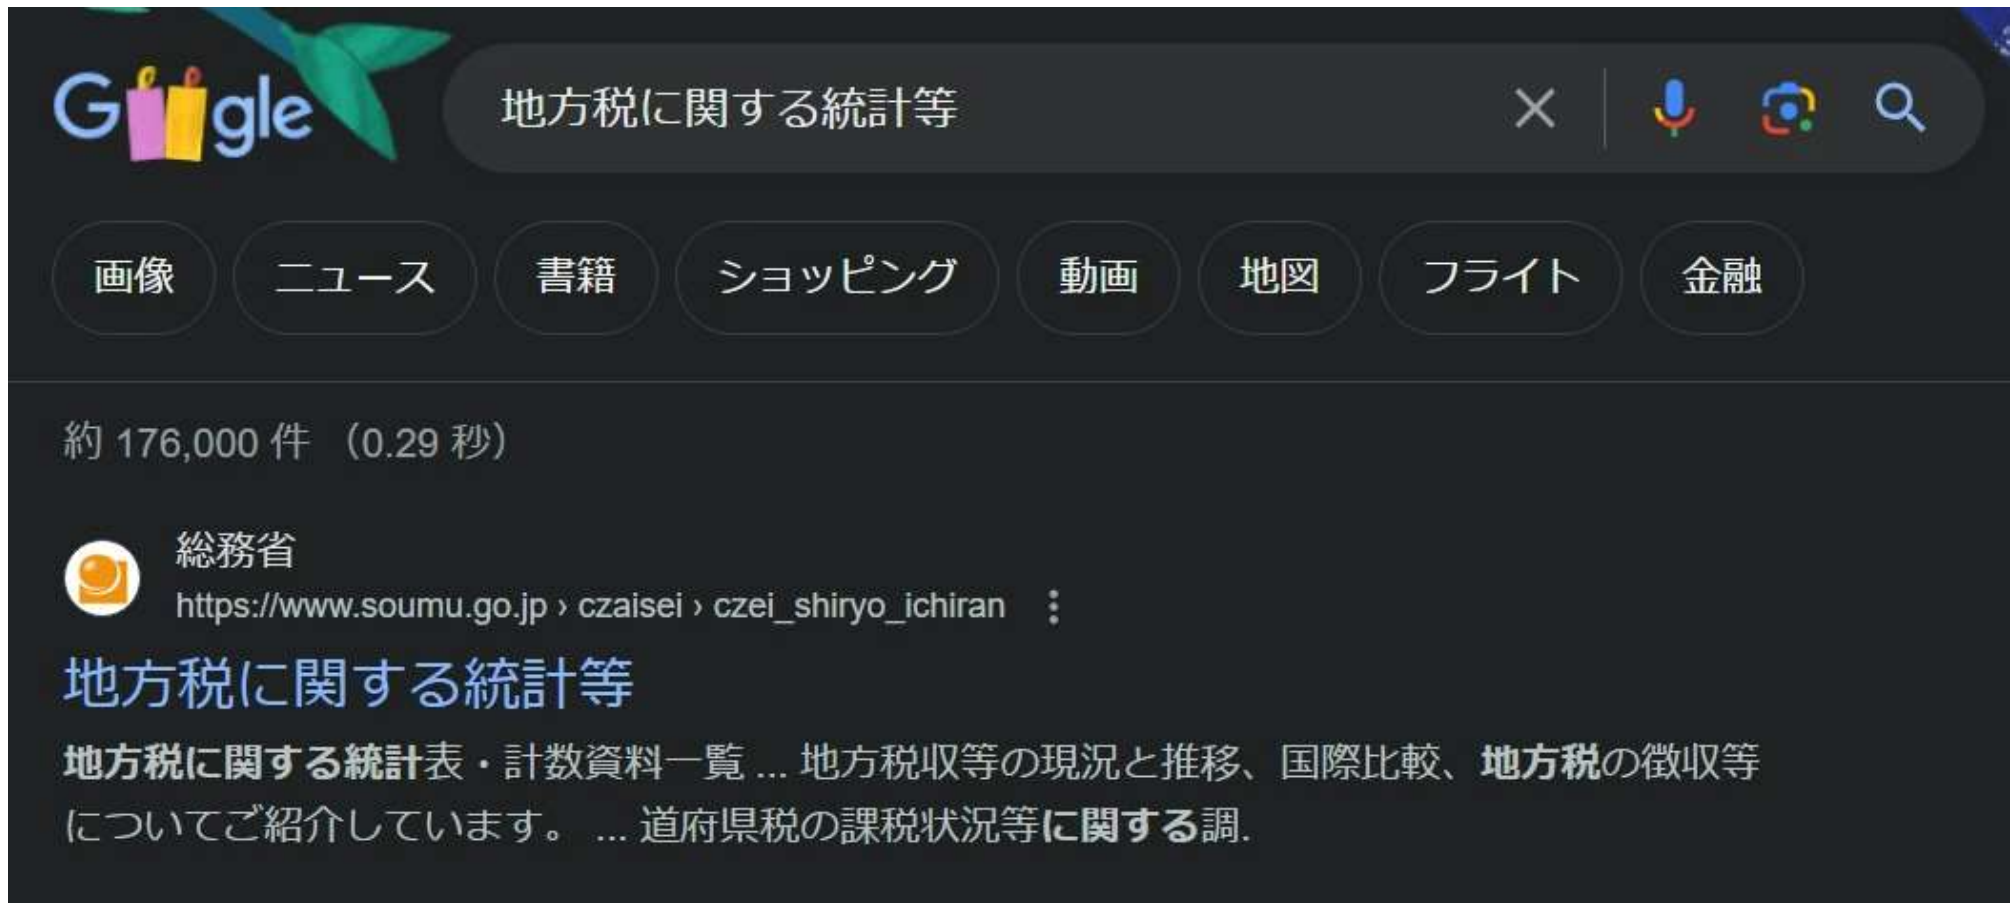 Google
地方税に関する統計等
画像 ニュース 書籍 ショッピング 動画 地図 フライト 金融
約 176,000 件 （0.29 秒）
総務省
https://www.soumu.go.jp › czaisei › czei_shiryo_ichiran
地方税に関する統計等
地方税に関する統計表・計数資料一覧 ... 地方税収等の現況と推移、国際比較、地方税の徴収等
についてご紹介しています。 ... 道府県税の課税状況等に関する調.